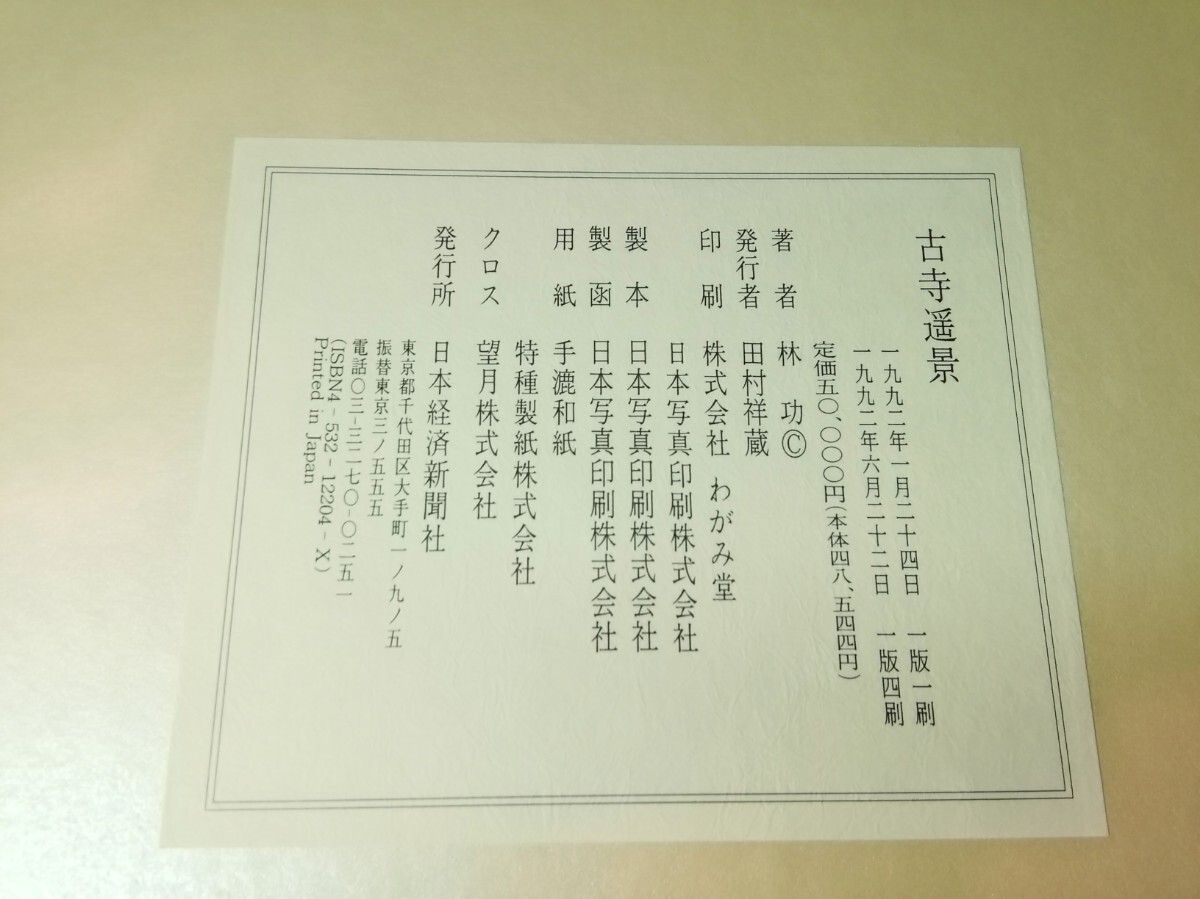 古寺遥景
一九九二年一月二十四日　一版一刷
一九九二年六月二十二日　一版四刷
定価五〇、〇〇〇円(本体四八、五四四円)
著者　林　功Ⓒ
発行者　田村祥蔵
印刷　株式会社　わがみ堂
日本写真印刷株式会社
製本　日本写真印刷株式会社
製函　日本写真印刷株式会社
用紙　手漉和紙
特種製紙株式会社
クロス　望月株式会社
発行所　日本経済新聞社
東京都千代田区大手町一ノ九ノ五
振替東京三ノ五五五
電話〇三-三二七〇-〇二五一
(ISBN4-532-12204-X)
Printed in Japan